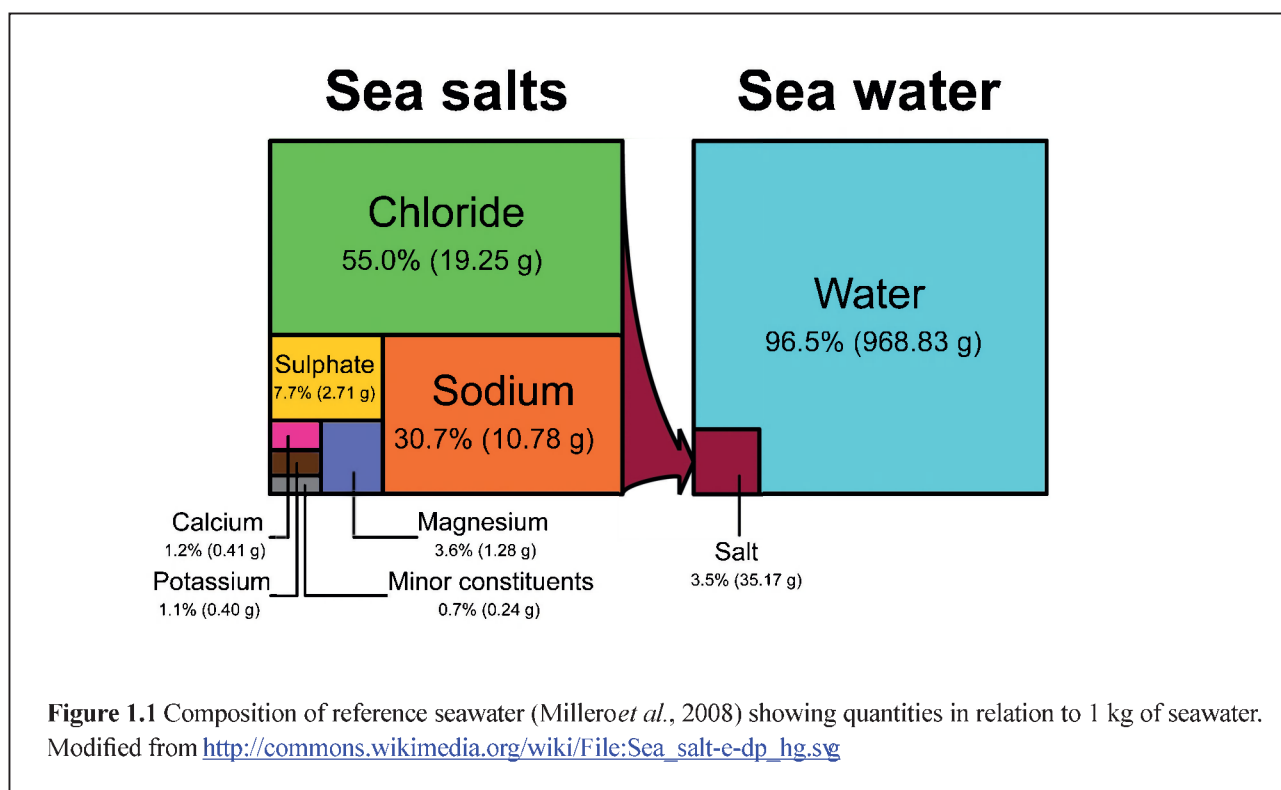 Sea salts
Sea water
Chloride
55.0% (19.25 g)
Water
96.5% (968.83 g)
Sulphate
7.7% (2.71 g)
Sodium
30.7% (10.78 g)
Calcium
1.2% (0.41 g)
Magnesium
3.6% (1.28 g)
Potassium
1.1% (0.40 g)
Minor constituents
0.7% (0.24 g)
Salt
3.5% (35.17 g)
Figure 1.1 Composition of reference seawater (Millero et al., 2008) showing quantities in relation to 1 kg of seawater.
Modified from http://commons.wikimedia.org/wiki/File:Sea_salt-e-dp_hg.svg